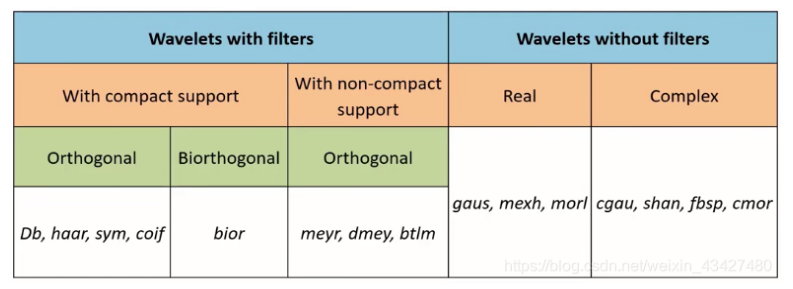 Wavelets with filters
Wavelets without filters
With compact support
With non-compact
support
Real
Complex
Orthogonal
Biorthogonal
Orthogonal
gaus, mexh, morl
cgau, shan, fbsp, cmor
Db, haar, sym, coif
bior
meyr, dmey, btlm
https://blog.csdn.net/weixin_43427480